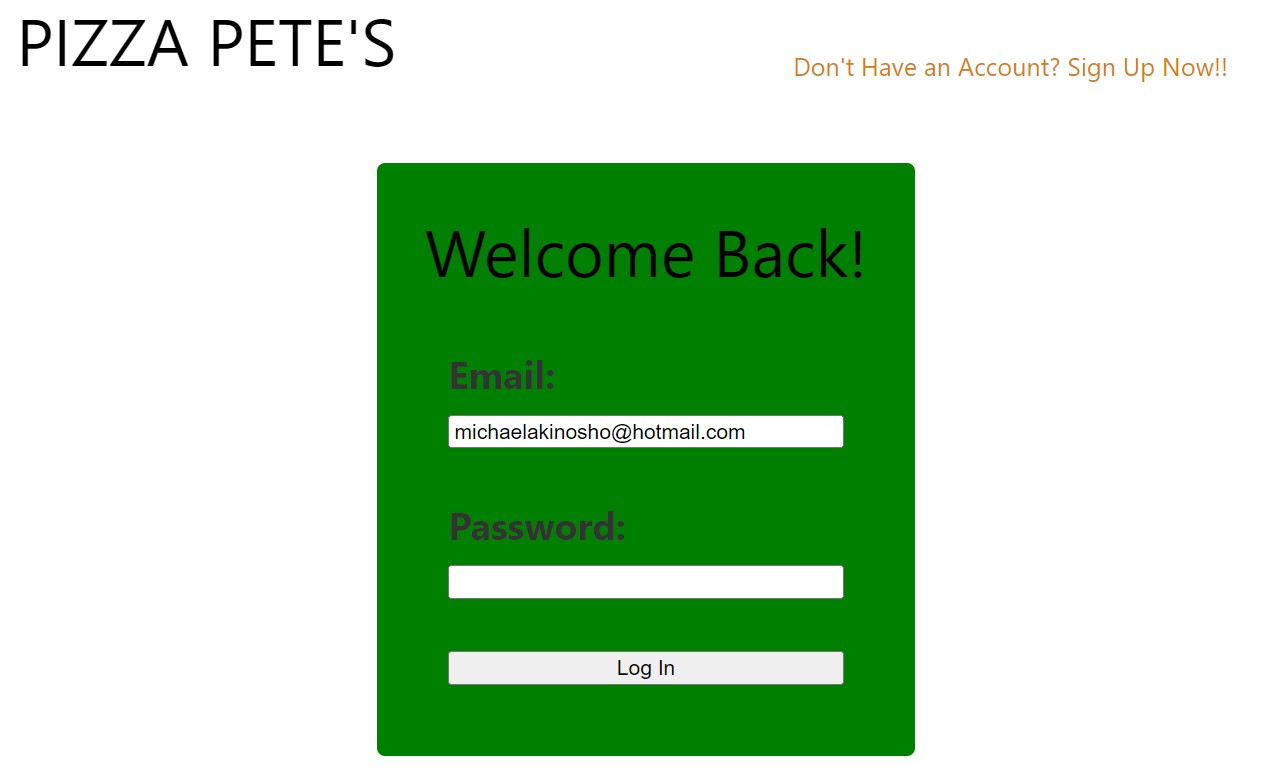 PIZZA PETE'S
Don't Have an Account? Sign Up Now!!
Welcome Back!
Email:
michaelakinosho@hotmail.com
Password:
Log In